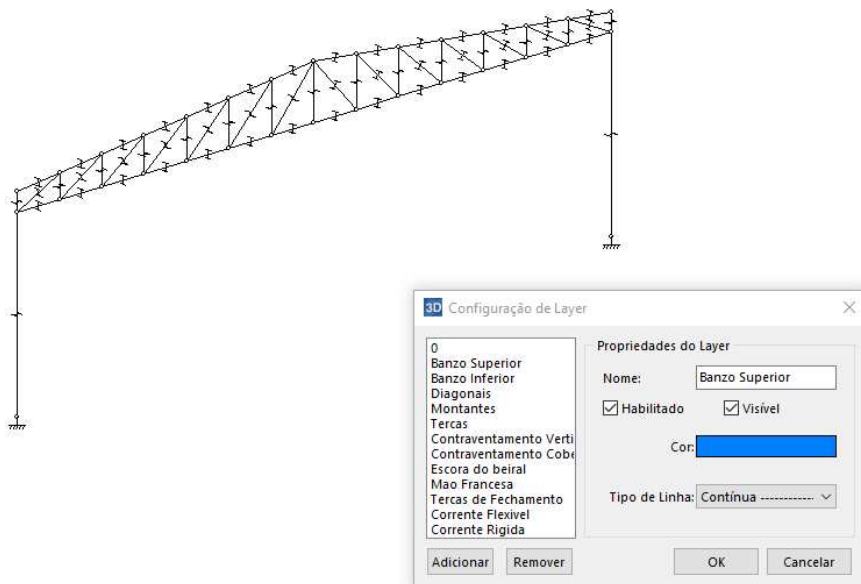 3D Configuração de Layer
0
Banzo Superior
Banzo Inferior
Diagonais
Montantes
Tercas
Contraventamento Verti
Contraventamento Cobe
Escora do beiral
Mao Francesa
Tercas de Fechamento
Corrente Flexivel
Corrente Rigida
Adicionar
Remover
Propriedades do Layer
Nome: Banzo Superior
Habilitado Visível
Cor:
Tipo de Linha: Contínua ------------
OK
Cancelar